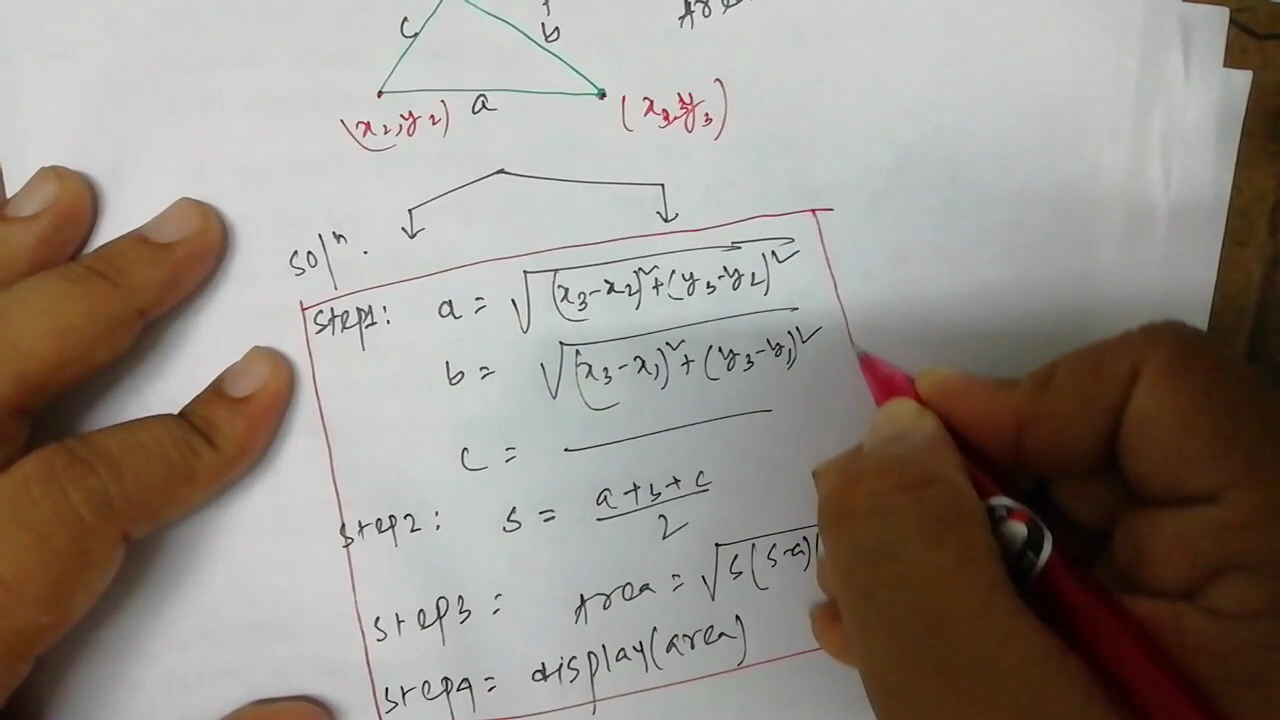 c
b
(x2,y2)
a
(x3,y3)
Solⁿ.
Step1: a = √(x3-x2)²+(y3-y2)²
b = √(x3-x1)²+(y3-y1)²
c =
Step2: s = a+b+c
2
Step3: Area = √s(s-a)(
Step4= display(area)